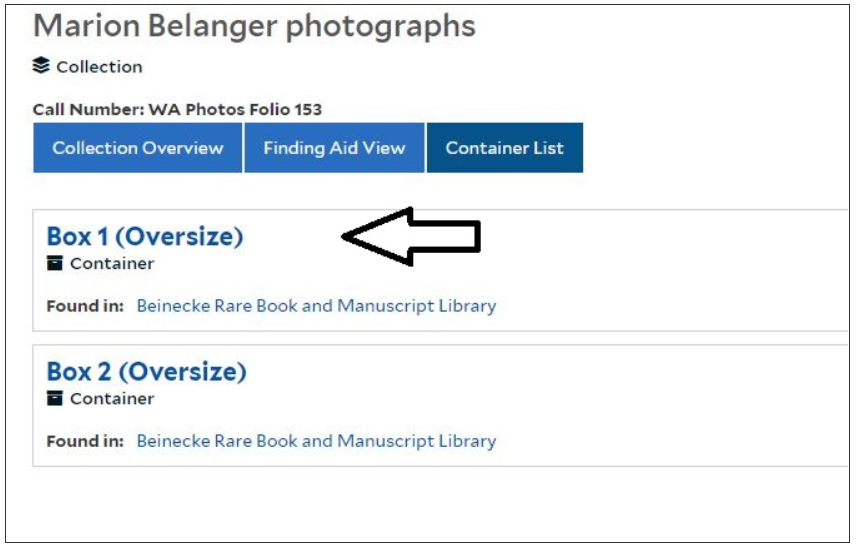 Marion Belanger photographs
Collection
Call Number: WA Photos Folio 153
Collection Overview Finding Aid View Container List
Box 1 (Oversize)
Container
Found in: Beinecke Rare Book and Manuscript Library
Box 2 (Oversize)
Container
Found in: Beinecke Rare Book and Manuscript Library